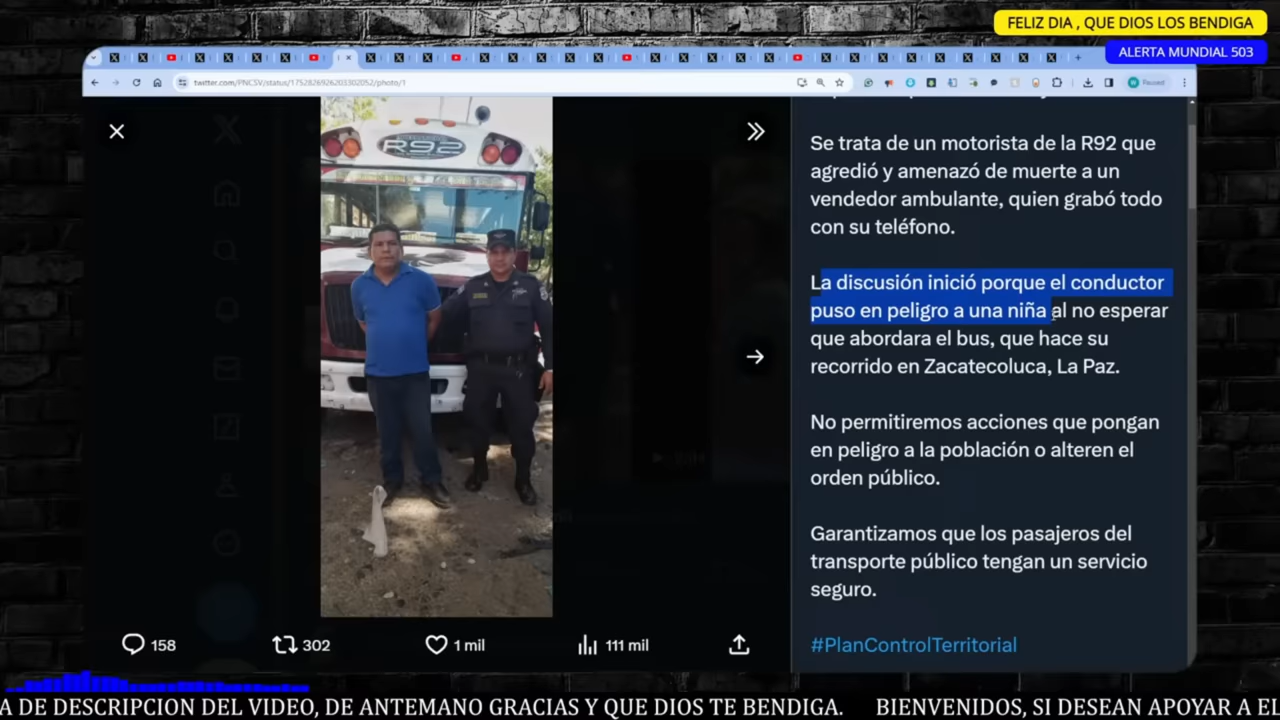 FELIZ DIA , QUE DIOS LOS BENDIGA
ALERTA MUNDIAL 503
twitter.com/PNCSV/status/1752826926203302052/photo/1
Paused
R92
Se trata de un motorista de la R92 que
agredió y amenazó de muerte a un
vendedor ambulante, quien grabó todo
con su teléfono.
La discusión inició porque el conductor
puso en peligro a una niña al no esperar
que abordara el bus, que hace su
recorrido en Zacatecoluca, La Paz.
No permitiremos acciones que pongan
en peligro a la población o alteren el
orden público.
Garantizamos que los pasajeros del
transporte público tengan un servicio
seguro.
#PlanControlTerritorial
158
302
1 mil
111 mil
A DE DESCRIPCION DEL VIDEO, DE ANTEMANO GRACIAS Y QUE DIOS TE BENDIGA. BIENVENIDOS, SI DESEAN APOYAR A EL